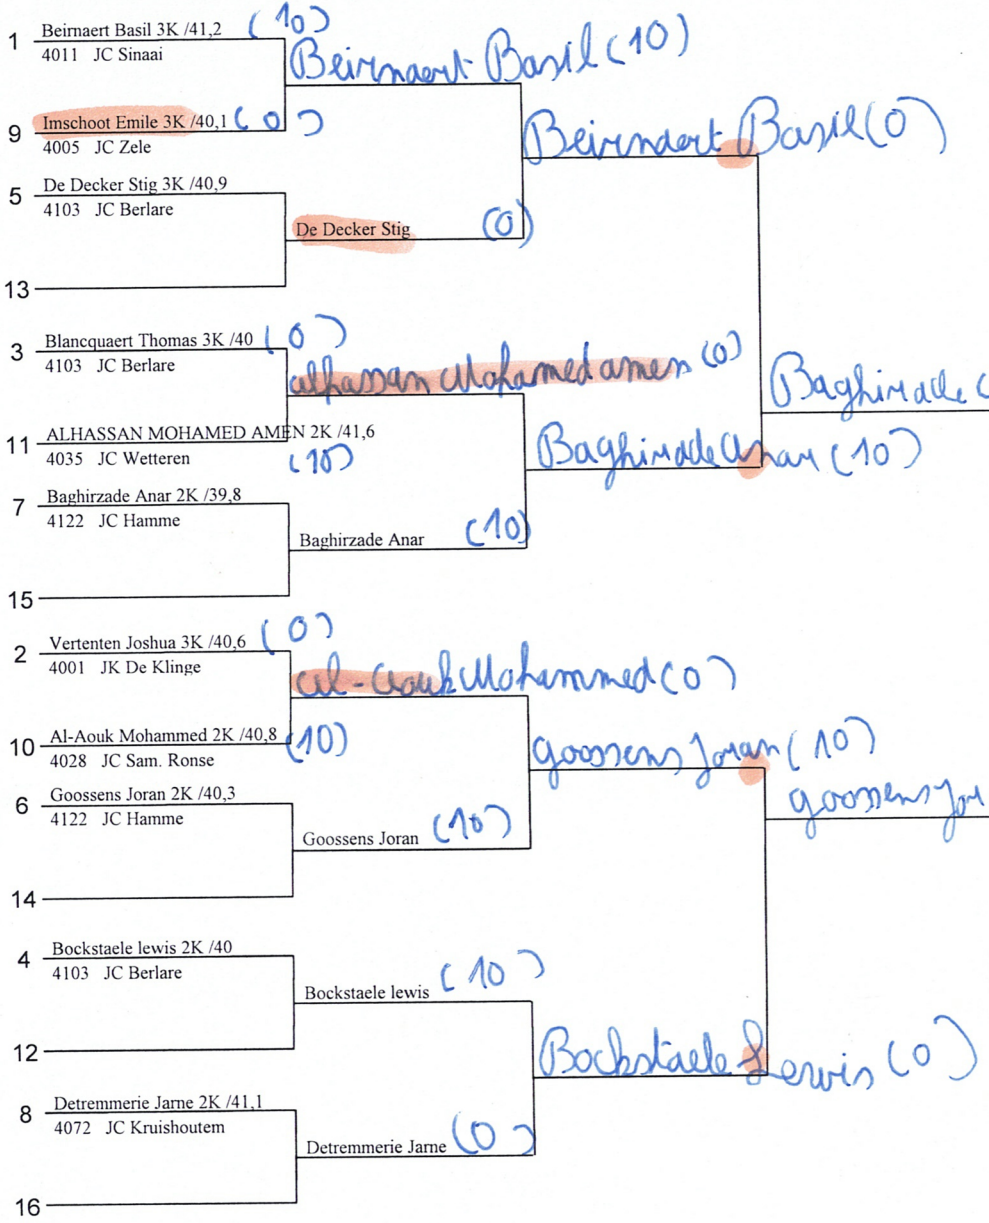 1 Beirnaert Basil 3K /41,2 (10)
4011 JC Sinaai
Beirnaert Basil (10)
9 Imschoot Emile 3K /40,1 (0)
4005 JC Zele
Beirnaert Basil (0)
5 De Decker Stig 3K /40,9
4103 JC Berlare
De Decker Stig (0)
13
3 Blancquaert Thomas 3K /40 (0)
4103 JC Berlare
alhassan Mohamed amen (0)
Baghirade (
11 ALHASSAN MOHAMED AMEN 2K /41,6
4035 JC Wetteren (10)
Baghirade Anar (10)
7 Baghirzade Anar 2K /39,8
4122 JC Hamme
Baghirzade Anar (10)
15
2 Vertenten Joshua 3K /40,6 (0)
4001 JK De Klinge
al-Aouk Mohammed (0)
10 Al-Aouk Mohammed 2K /40,8 (10)
4028 JC Sam. Ronse
goossens Joran (10)
6 Goossens Joran 2K /40,3
4122 JC Hamme
goossens Jor
Goossens Joran (10)
14
4 Bockstaele lewis 2K /40
4103 JC Berlare
Bockstaele lewis (10)
12
Bockstaele Lewis (0)
8 Detremmerie Jarne 2K /41,1
4072 JC Kruishoutem
Detremmerie Jarne (0)
16